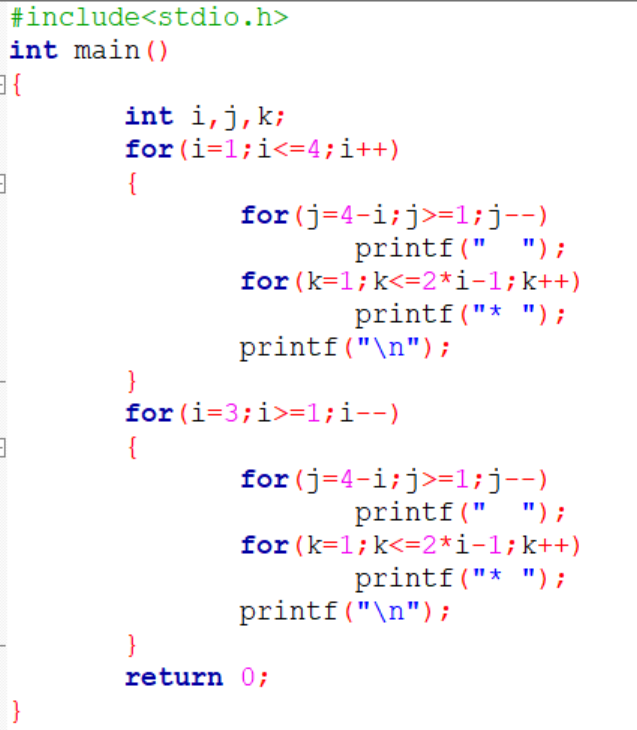 #include<stdio.h>
int main()
{
int i,j,k;
for(i=1;i<=4;i++)
{
for(j=4-i;j>=1;j--)
printf("  ");
for(k=1;k<=2*i-1;k++)
printf("* ");
printf("\n");
}
for(i=3;i>=1;i--)
{
for(j=4-i;j>=1;j--)
printf("  ");
for(k=1;k<=2*i-1;k++)
printf("* ");
printf("\n");
}
return 0;
}